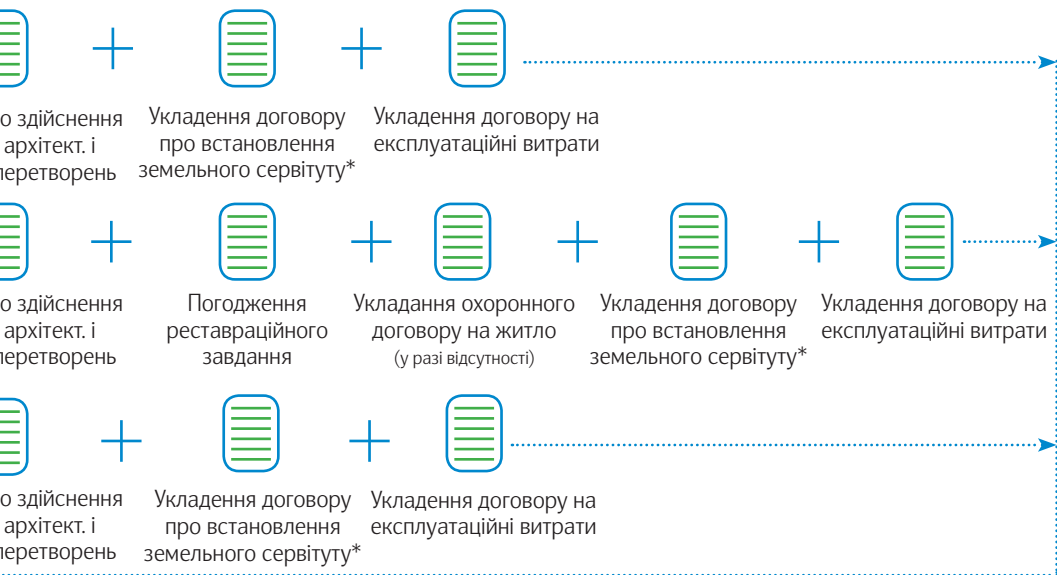 о здійснення
архітект. і
перетворень
Укладення договору
про встановлення
земельного сервітуту*
Укладення договору на
експлуатаційні витрати
о здійснення
архітект. і
перетворень
Погодження
реставраційного
завдання
Укладання охоронного
договору на житло
(у разі відсутності)
Укладення договору
про встановлення
земельного сервітуту*
Укладення договору на
експлуатаційні витрати
о здійснення
архітект. і
перетворень
Укладення договору
про встановлення
земельного сервітуту*
Укладення договору на
експлуатаційні витрати